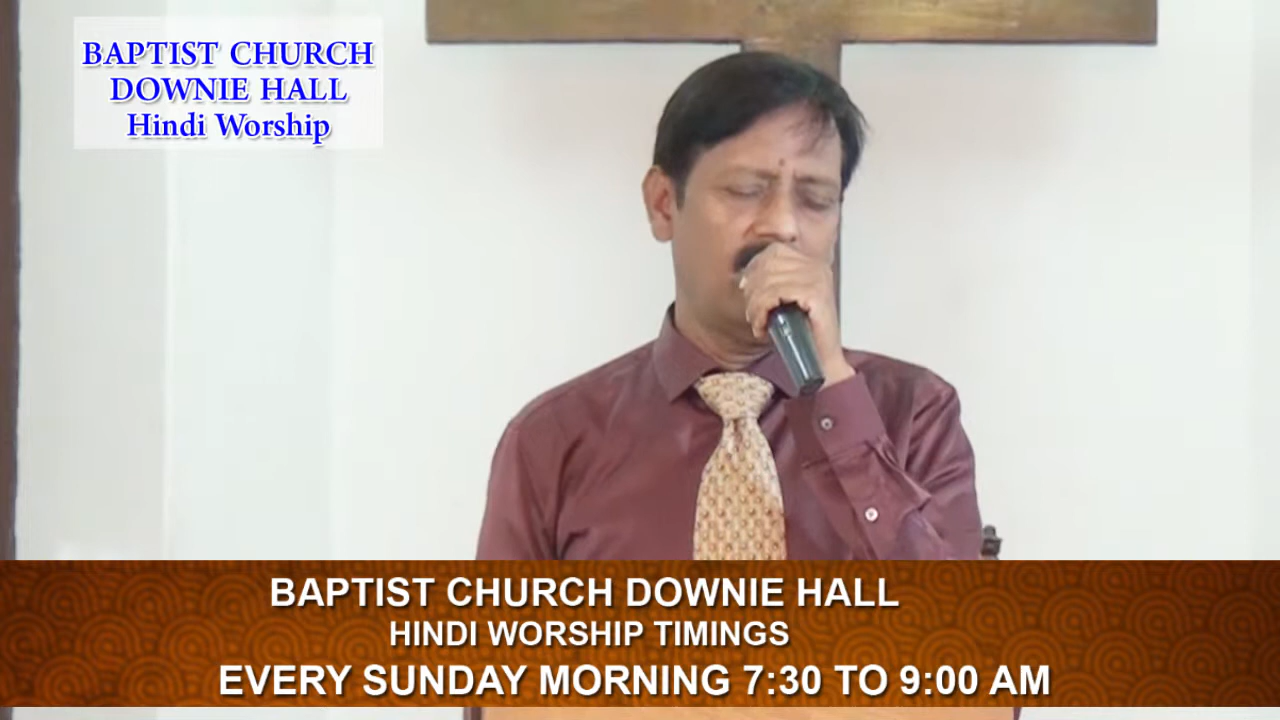 BAPTIST CHURCH
DOWNIE HALL
Hindi Worship
BAPTIST CHURCH DOWNIE HALL
HINDI WORSHIP TIMINGS
EVERY SUNDAY MORNING 7:30 TO 9:00 AM